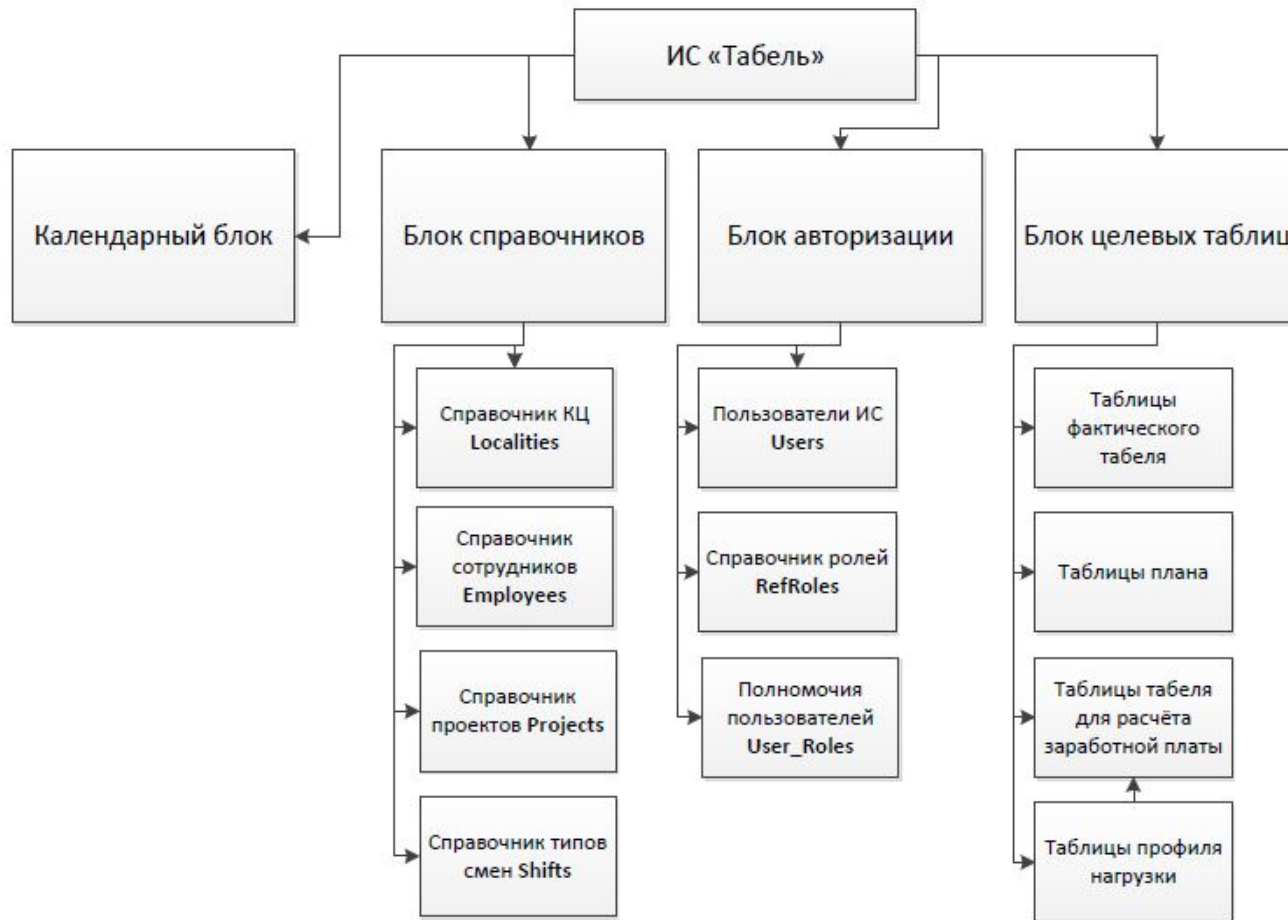 ИС «Табель»
Календарный блок
Блок справочников
Блок авторизации
Блок целевых таблиц
Справочник КЦ
Localities
Справочник
сотрудников
Employees
Справочник
проектов Projects
Справочник типов
смен Shifts
Пользователи ИС
Users
Справочник ролей
RefRoles
Полномочия
пользователей
User_Roles
Таблицы
фактического
табеля
Таблицы плана
Таблицы табеля
для расчёта
заработной платы
Таблицы профиля
нагрузки